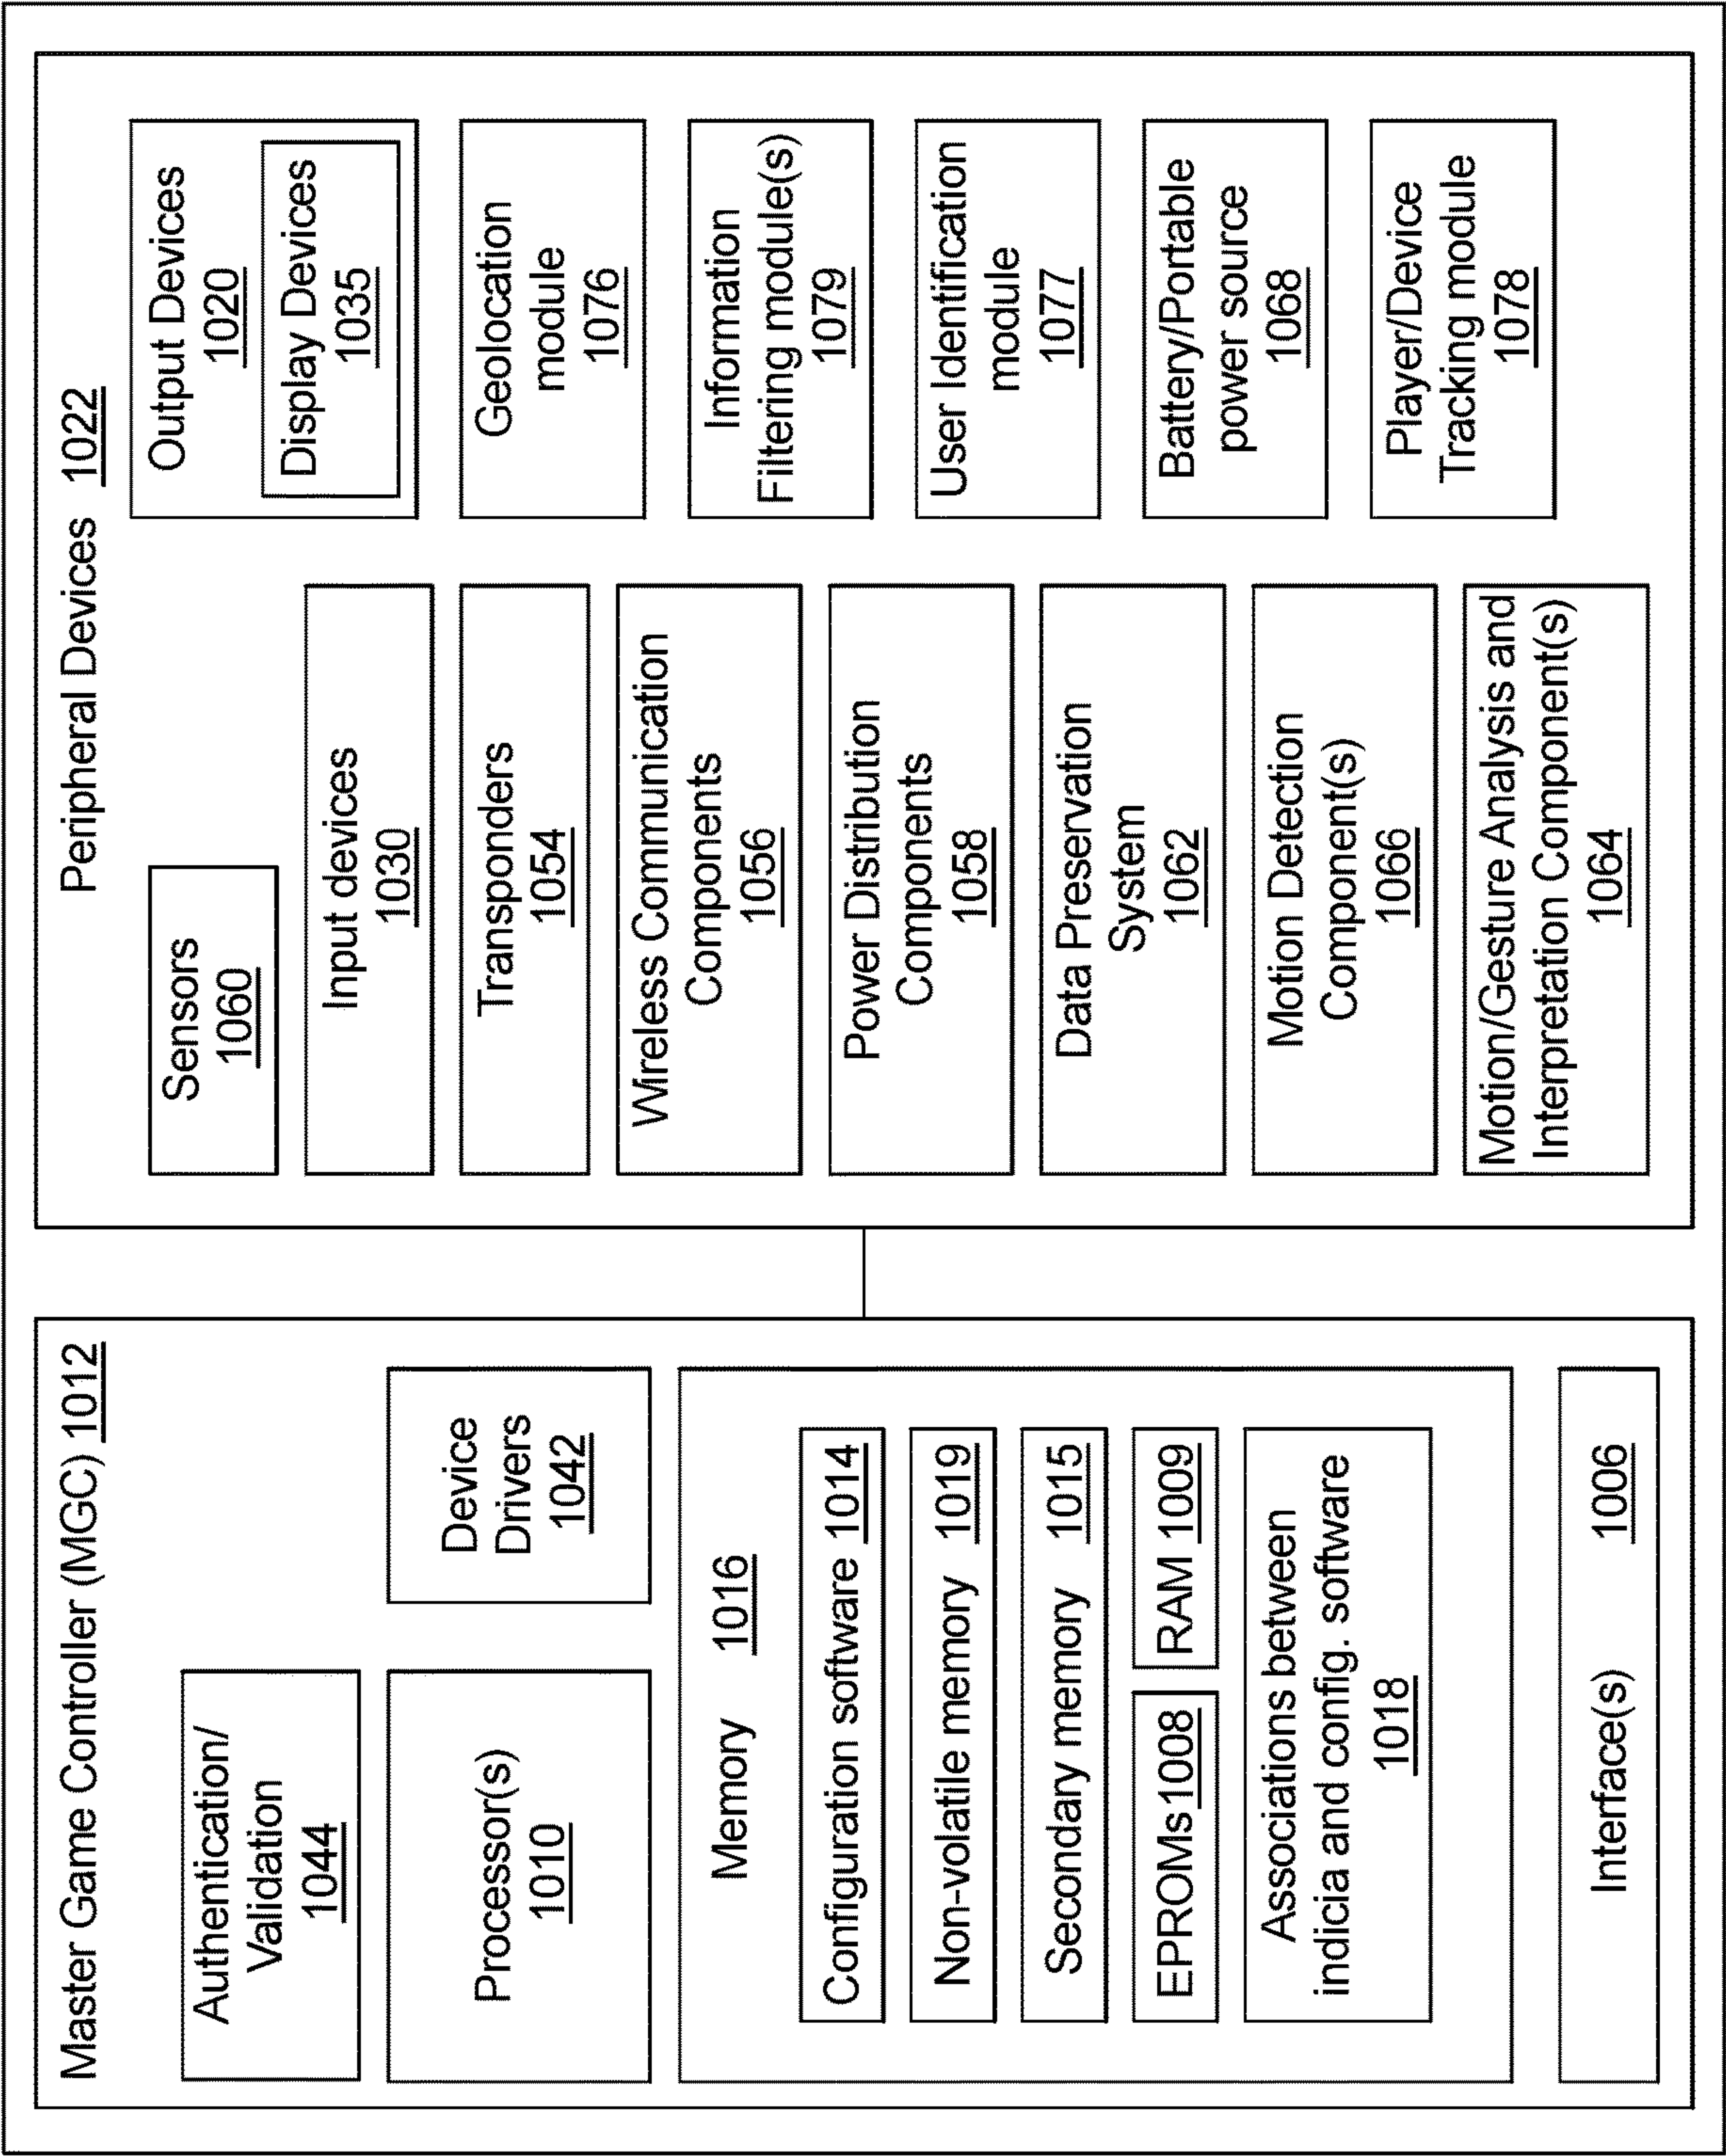 Master Game Controller (MGC) 1012
Authentication/
Validation
1044
Processor(s)
1010
Device
Drivers
1042
Memory 1016
Configuration software 1014
Non-volatile memory 1019
Secondary memory 1015
EPROMs 1008
RAM 1009
Associations between
indicia and config. software
1018
Interface(s) 1006
Peripheral Devices 1022
Sensors
1060
Input devices
1030
Transponders
1054
Wireless Communication
Components
1056
Power Distribution
Components
1058
Data Preservation
System
1062
Motion Detection
Component(s)
1066
Motion/Gesture Analysis and
Interpretation Component(s)
1064
Output Devices
1020
Display Devices
1035
Geolocation
module
1076
Information
Filtering module(s)
1079
User Identification
module
1077
Battery/Portable
power source
1068
Player/Device
Tracking module
1078